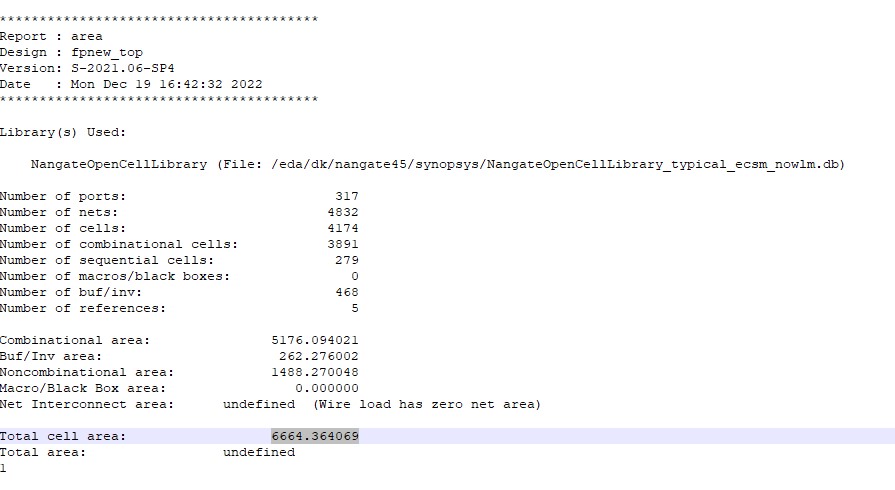 ****************************************
Report : area
Design : fpnew_top
Version: S-2021.06-SP4
Date   : Mon Dec 19 16:42:32 2022
****************************************
Library(s) Used:
NangateOpenCellLibrary (File: /eda/dk/nangate45/synopsys/NangateOpenCellLibrary_typical_ecsm_nowlm.db)
Number of ports: 317
Number of nets: 4832
Number of cells: 4174
Number of combinational cells: 3891
Number of sequential cells: 279
Number of macros/black boxes: 0
Number of buf/inv: 468
Number of references: 5
Combinational area: 5176.094021
Buf/Inv area: 262.276002
Noncombinational area: 1488.270048
Macro/Black Box area: 0.000000
Net Interconnect area: undefined (Wire load has zero net area)
Total cell area: 6664.364069
Total area: undefined
1